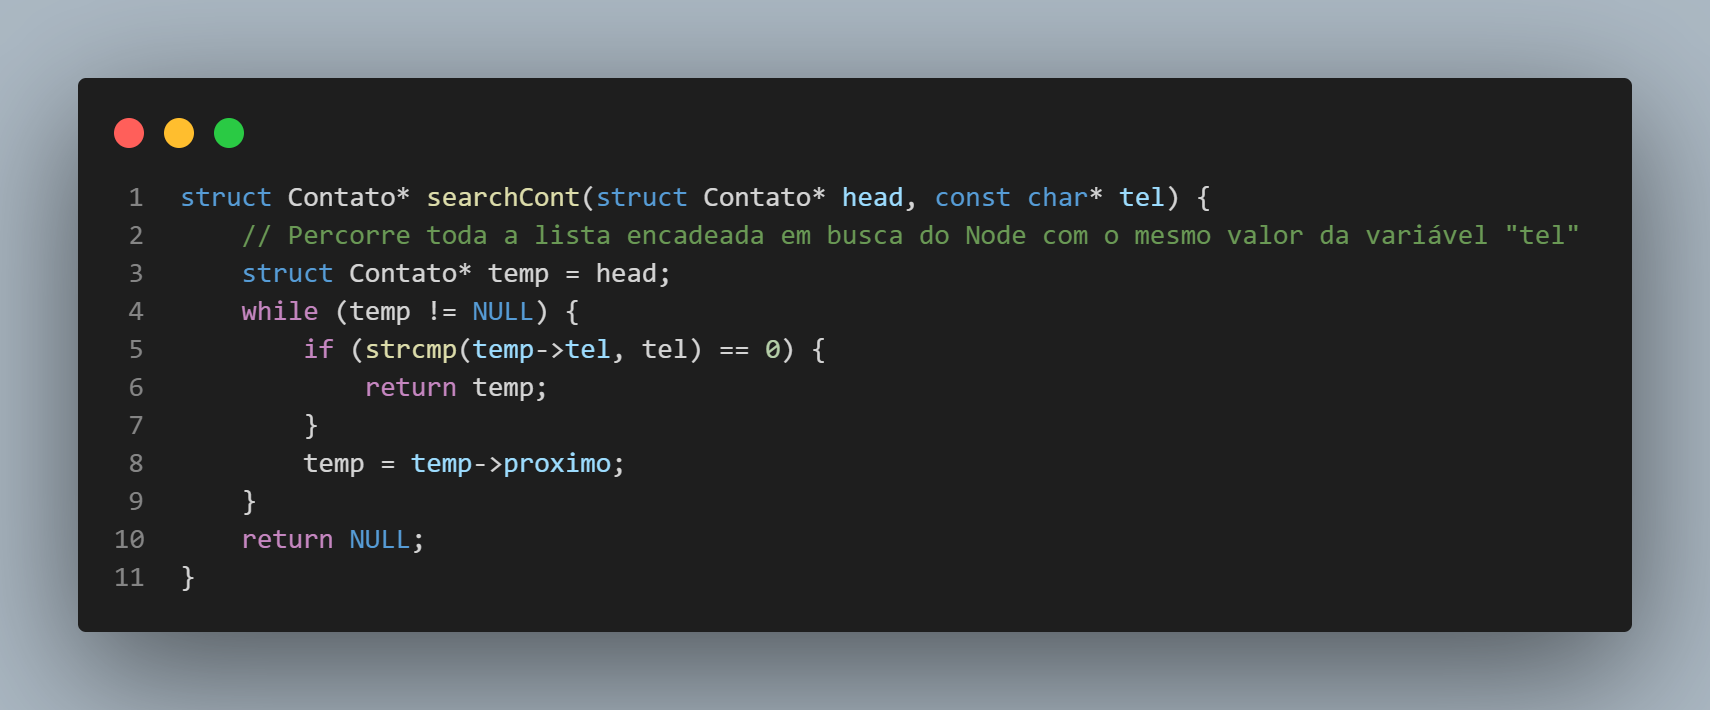 1 struct Contato* searchCont(struct Contato* head, const char* tel) {
2     // Percorre toda a lista encadeada em busca do Node com o mesmo valor da variável "tel"
3     struct Contato* temp = head;
4     while (temp != NULL) {
5         if (strcmp(temp->tel, tel) == 0) {
6             return temp;
7         }
8         temp = temp->proximo;
9     }
10     return NULL;
11 }